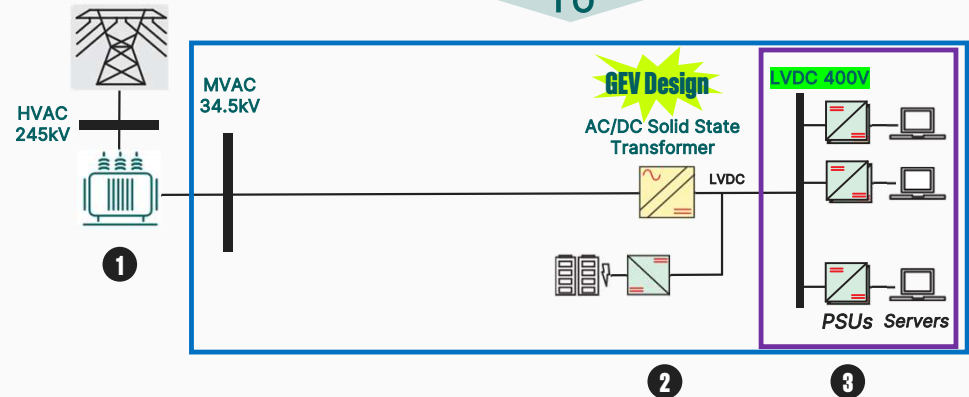 TO
HVAC
245kV
MVAC
34.5kV
GEV Design
AC/DC Solid State
Transformer
LVDC
LVDC 400V
PSUs Servers
1
2
3